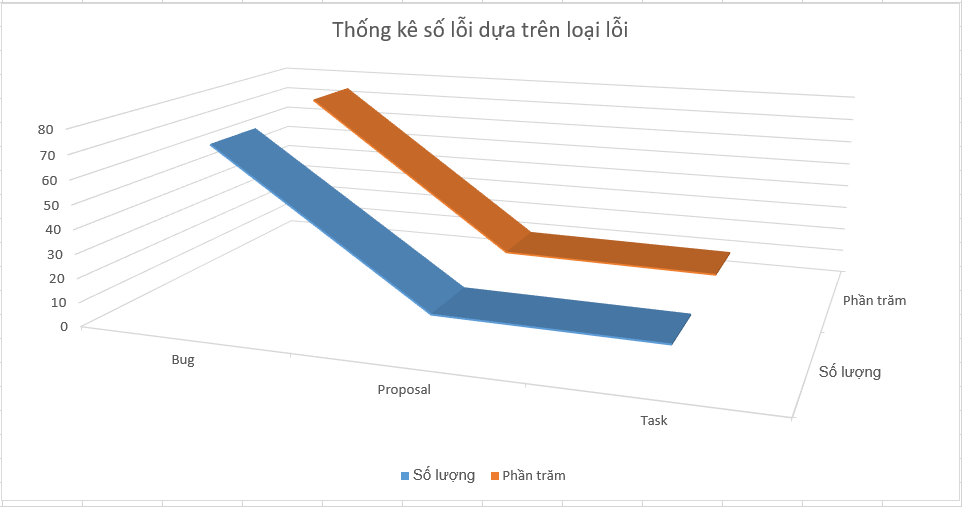 Thống kê số lỗi dựa trên loại lỗi
80
70
60
50
40
30
20
10
0
Bug
Proposal
Task
Phần trăm
Số lượng
Số lượng
Phần trăm